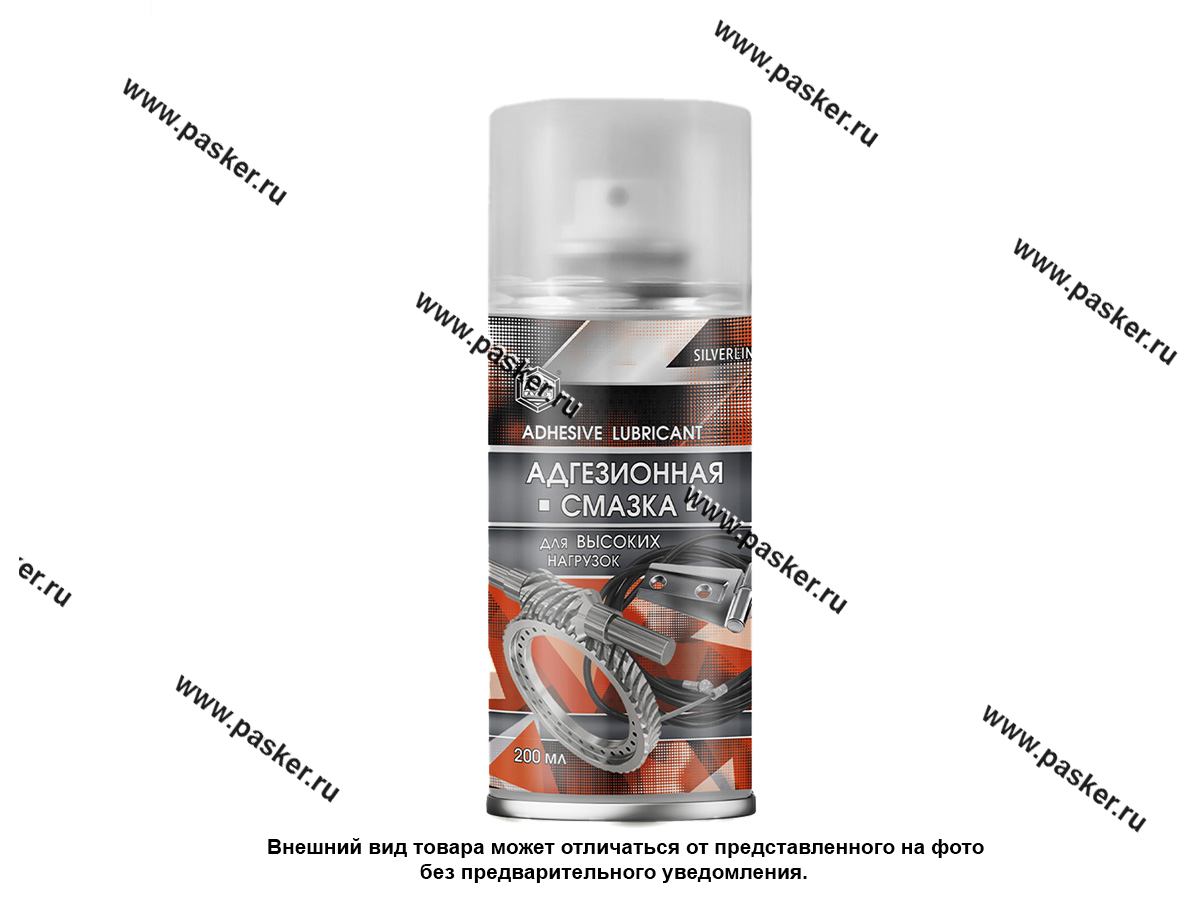 www.pasker.ru
www.pasker.ru
www.pasker.ru
www.pasker.ru
SILVERLIN
ADHESIVE LUBRICANT
АДГЕЗИОННАЯ
СМАЗКА
www.pasker.ru
для ВЫСОКИХ
НАГРУЗОК
er.ru
www.pasker.ru
www.pasker.ru
200 мл
Внешний вид товара может отличаться от представленного на фото
без предварительного уведомления.